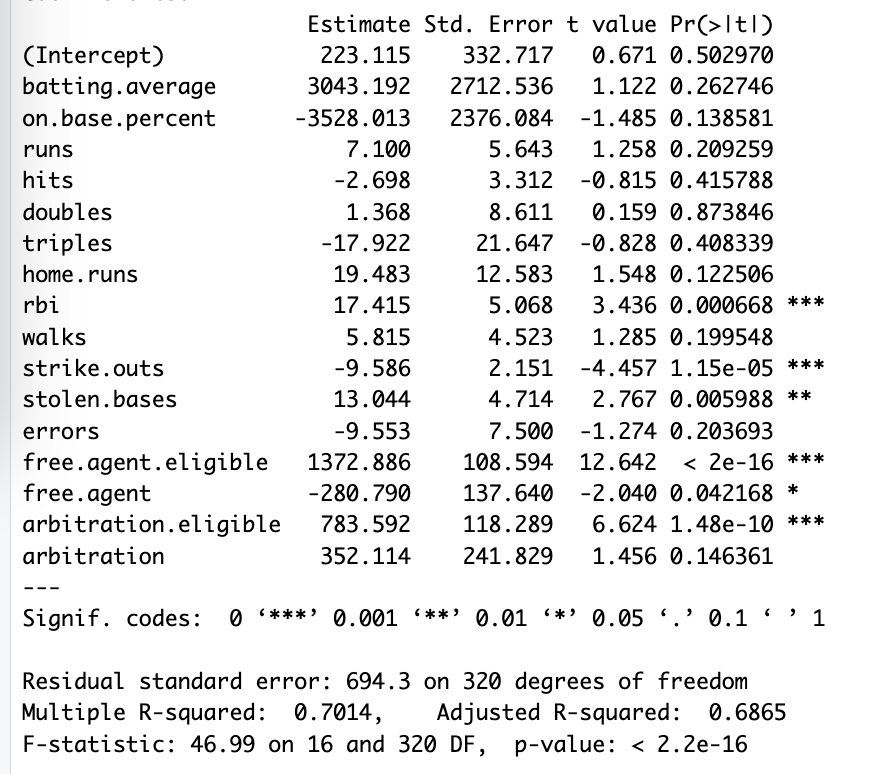 Estimate Std. Error t value Pr(>|t|)
(Intercept)            223.115    332.717   0.671 0.502970
batting.average       3043.192   2712.536   1.122 0.262746
on.base.percent      -3528.013   2376.084  -1.485 0.138581
runs                     7.100      5.643   1.258 0.209259
hits                    -2.698      3.312  -0.815 0.415788
doubles                  1.368      8.611   0.159 0.873846
triples                -17.922     21.647  -0.828 0.408339
home.runs               19.483     12.583   1.548 0.122506
rbi                     17.415      5.068   3.436 0.000668 ***
walks                    5.815      4.523   1.285 0.199548
strike.outs             -9.586      2.151  -4.457 1.15e-05 ***
stolen.bases            13.044      4.714   2.767 0.005988 **
errors                  -9.553      7.500  -1.274 0.203693
free.agent.eligible   1372.886    108.594  12.642  < 2e-16 ***
free.agent            -280.790    137.640  -2.040 0.042168 *
arbitration.eligible   783.592    118.289   6.624 1.48e-10 ***
arbitration            352.114    241.829   1.456 0.146361
---
Signif. codes:  0 ‘***’ 0.001 ‘**’ 0.01 ‘*’ 0.05 ‘.’ 0.1 ‘ ’ 1

Residual standard error: 694.3 on 320 degrees of freedom
Multiple R-squared:  0.7014,	Adjusted R-squared:  0.6865
F-statistic: 46.99 on 16 and 320 DF,  p-value: < 2.2e-16